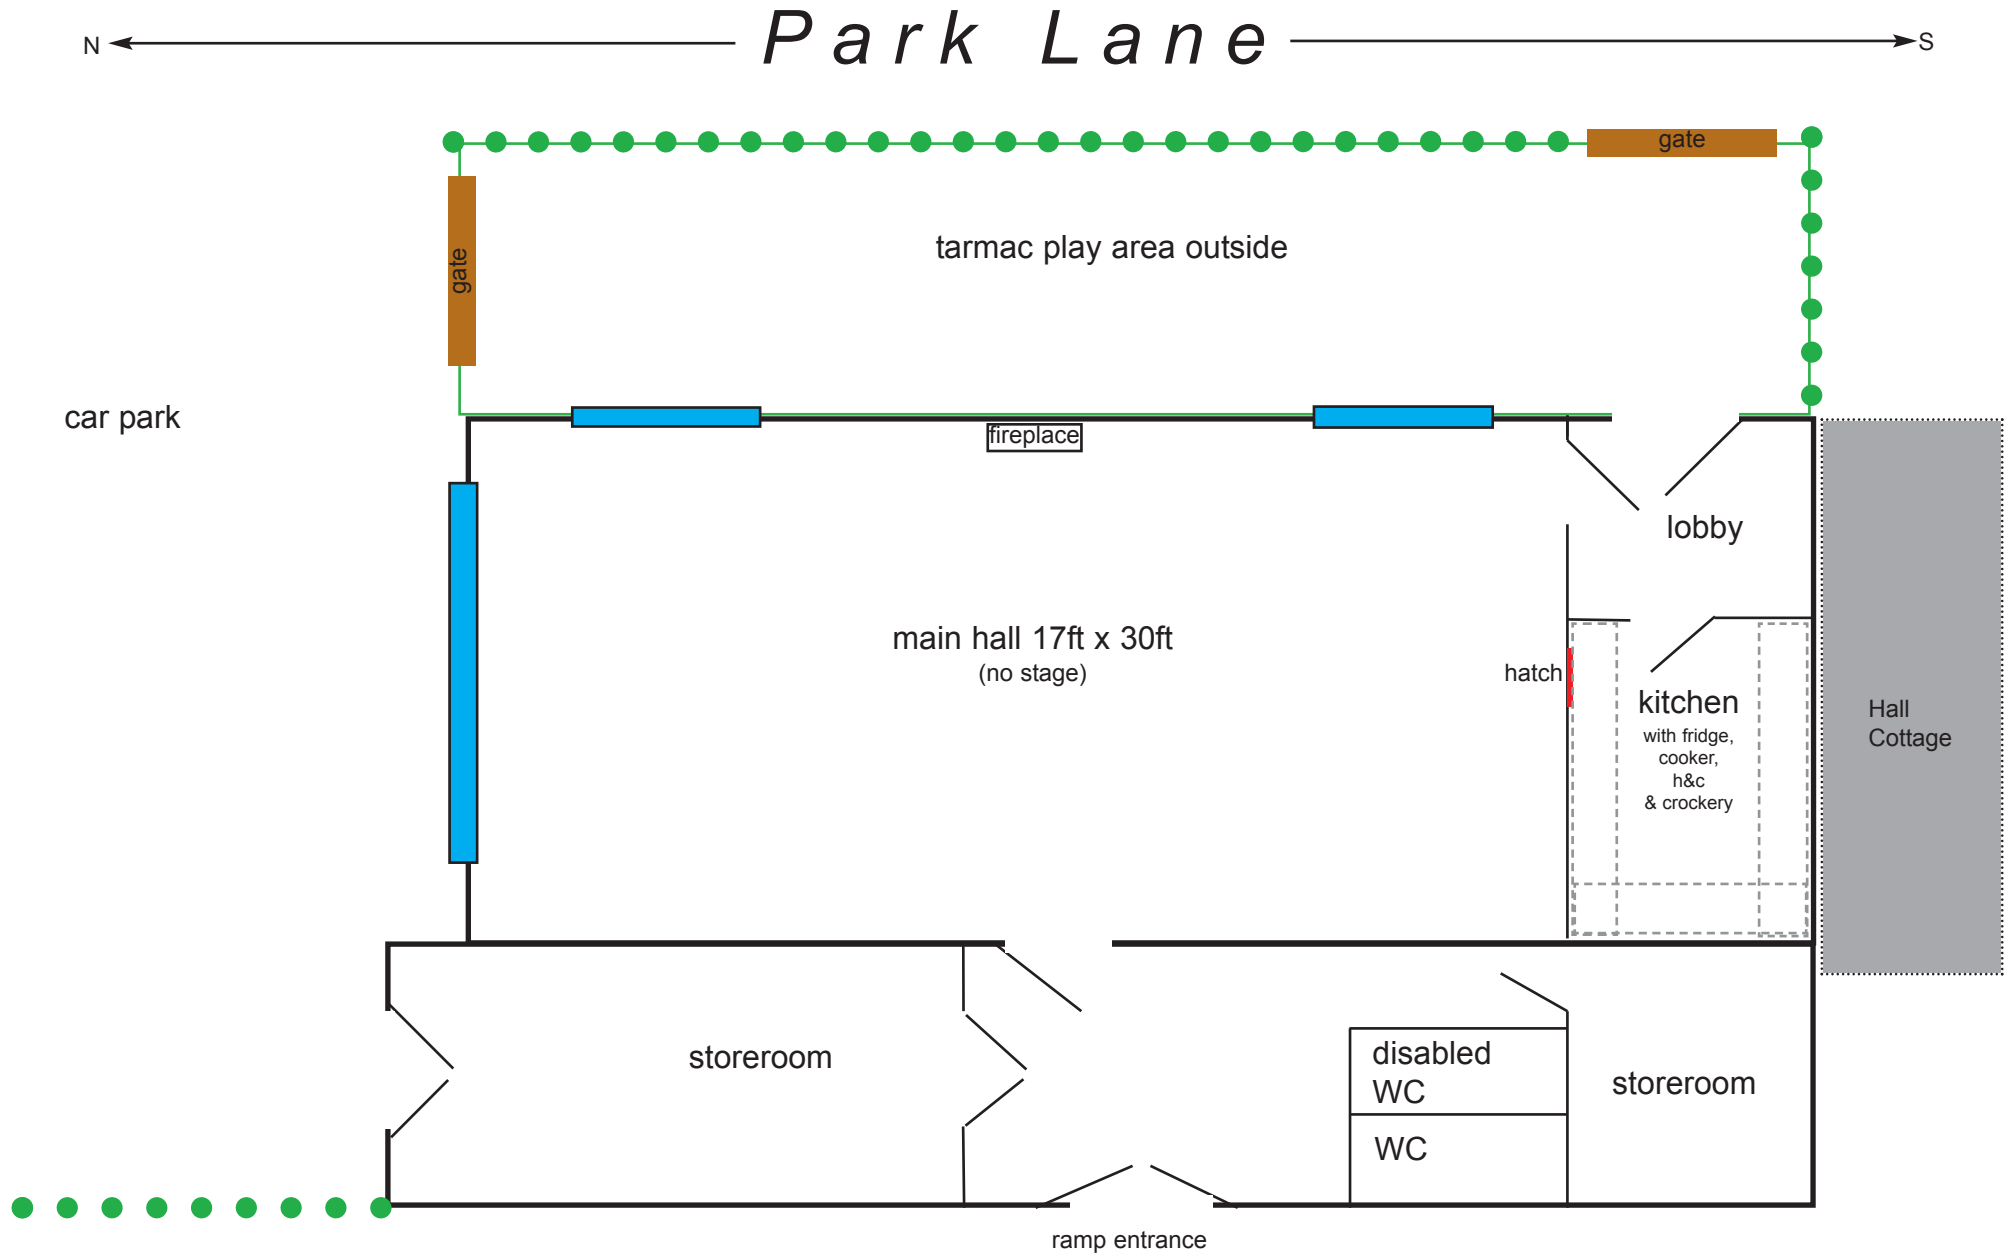 N Park Lane S
gate
gate
tarmac play area outside
car park
fireplace
lobby
main hall 17ft x 30ft
(no stage)
hatch
kitchen
with fridge,
cooker,
h&c
& crockery
Hall
Cottage
storeroom
disabled
WC
WC
storeroom
ramp entrance